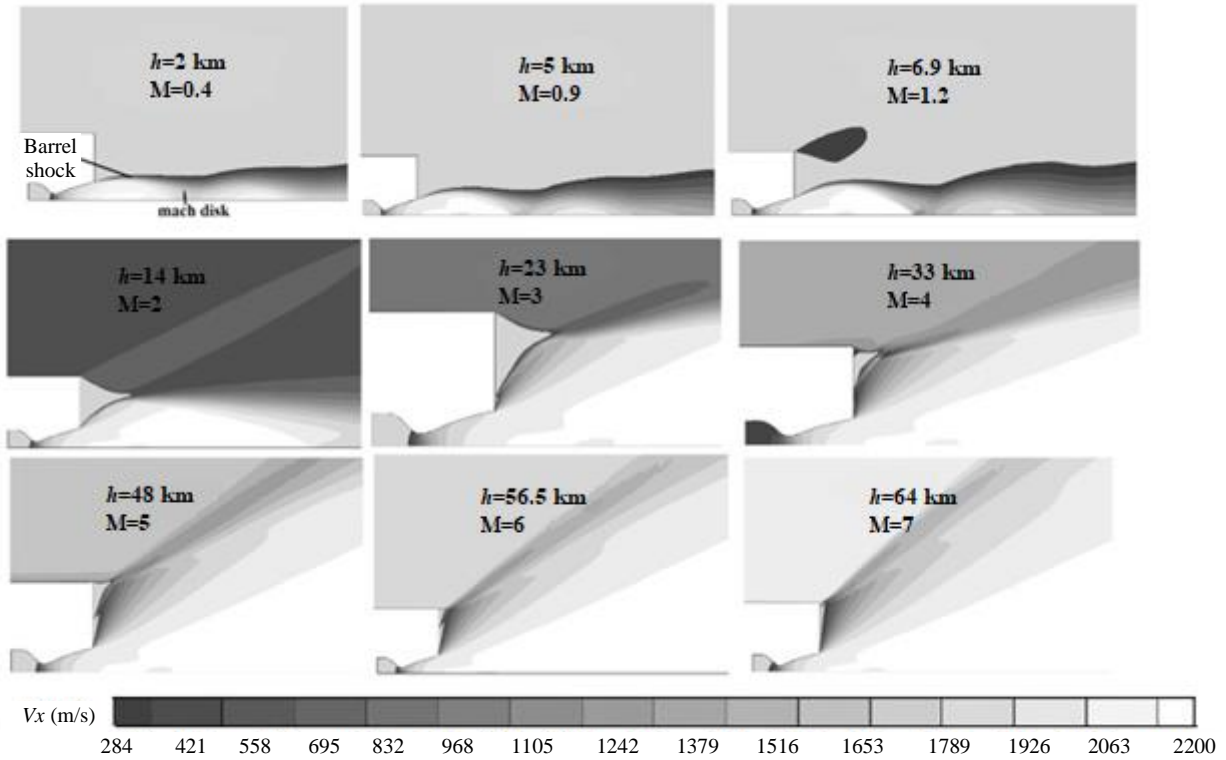 h=2 km
M=0.4
h=5 km
M=0.9
h=6.9 km
M=1.2
Barrel
shock
mach disk
h=14 km
M=2
h=23 km
M=3
h=33 km
M=4
h=48 km
M=5
h=56.5 km
M=6
h=64 km
M=7
Vx (m/s)
284 421 558 695 832 968 1105 1242 1379 1516 1653 1789 1926 2063 2200